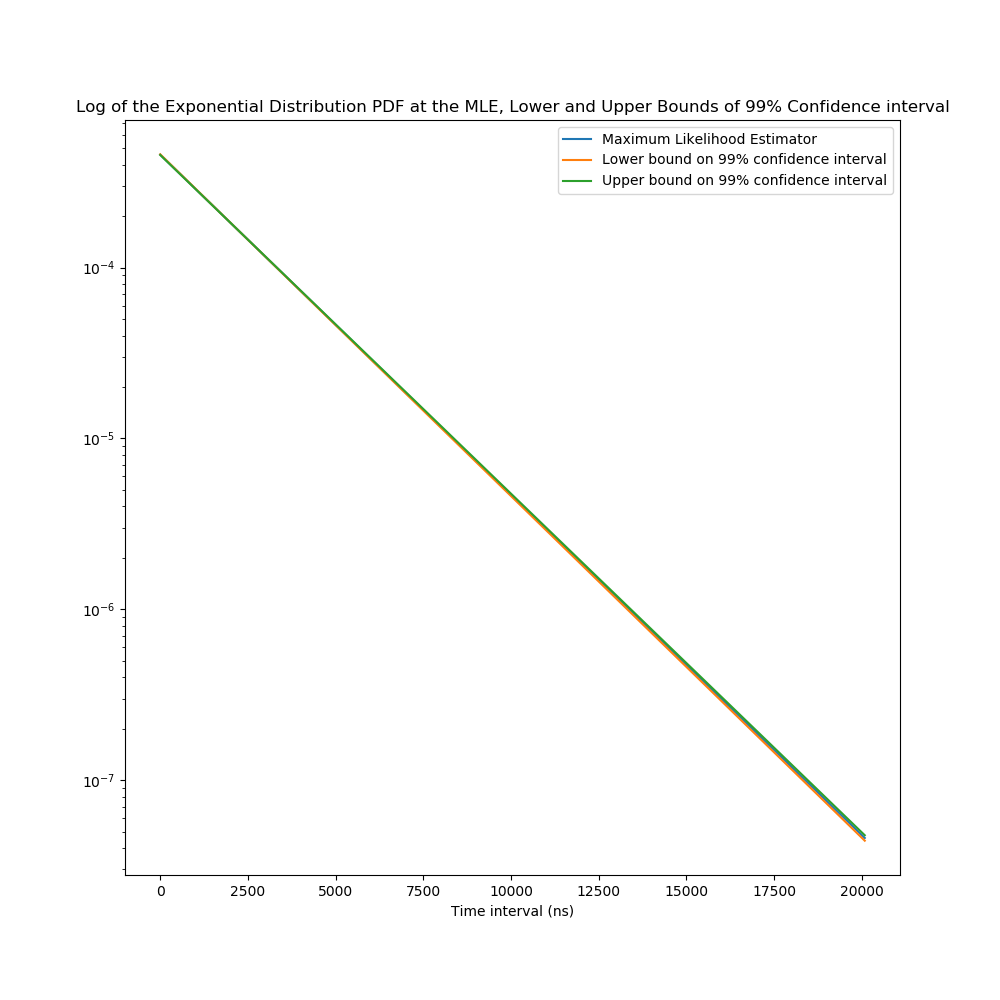 Log of the Exponential Distribution PDF at the MLE, Lower and Upper Bounds of 99% Confidence interval
Maximum Likelihood Estimator
Lower bound on 99% confidence interval
Upper bound on 99% confidence interval
10⁻⁴
10⁻⁵
10⁻⁶
10⁻⁷
0 2500 5000 7500 10000 12500 15000 17500 20000
Time interval (ns)